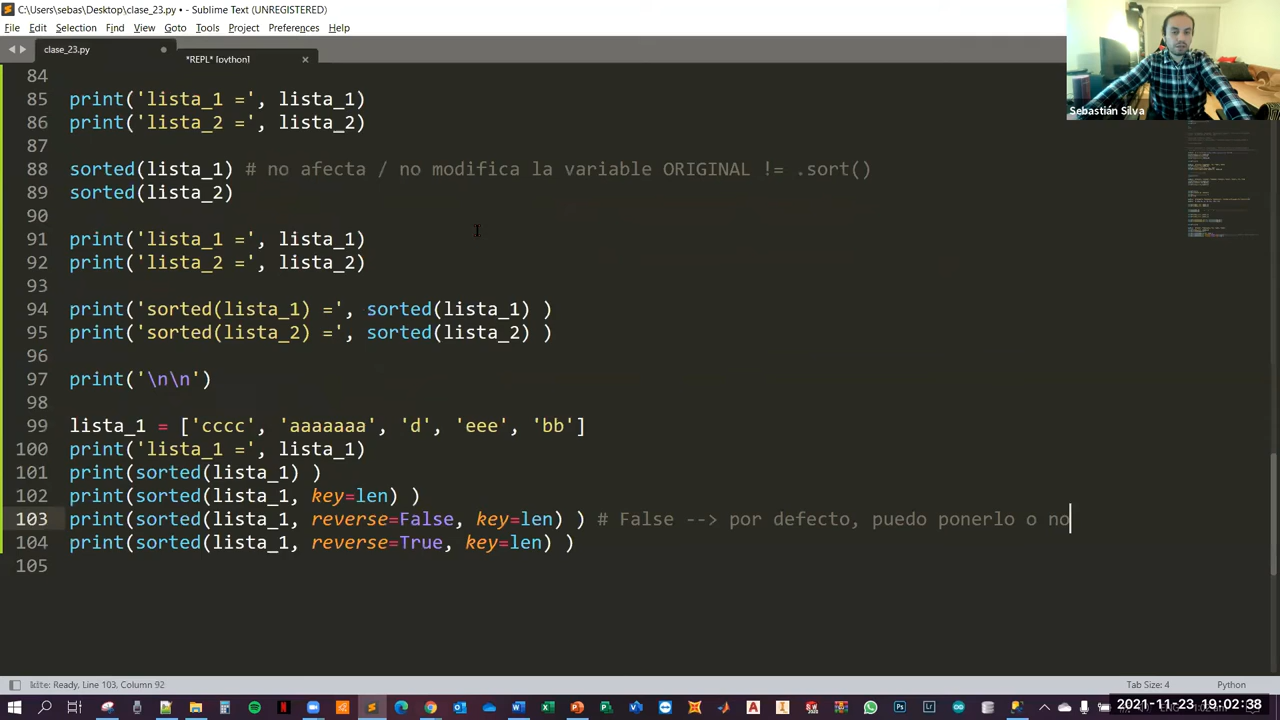 C:\Users\sebas\Desktop\clase_23.py - Sublime Text (UNREGISTERED)
File Edit Selection Find View Goto Tools Project Preferences Help
clase_23.py
*REPL* [python]
Sebastián Silva
84
85 print('lista_1 =', lista_1)
86 print('lista_2 =', lista_2)
87
88 sorted(lista_1) # no afecta / no modifica la variable ORIGINAL != .sort()
89 sorted(lista_2)
90
91 print('lista_1 =', lista_1)
92 print('lista_2 =', lista_2)
93
94 print('sorted(lista_1) =', sorted(lista_1) )
95 print('sorted(lista_2) =', sorted(lista_2) )
96
97 print('\n\n')
98
99 lista_1 = ['cccc', 'aaaaaaa', 'd', 'eee', 'bb']
100 print('lista_1 =', lista_1)
101 print(sorted(lista_1) )
102 print(sorted(lista_1, key=len) )
103 print(sorted(lista_1, reverse=False, key=len) ) # False --> por defecto, puedo ponerlo o no
104 print(sorted(lista_1, reverse=True, key=len) )
105
Ready, Line 103, Column 92
Tab Size: 4
Python
2021-11-23 19:02:38